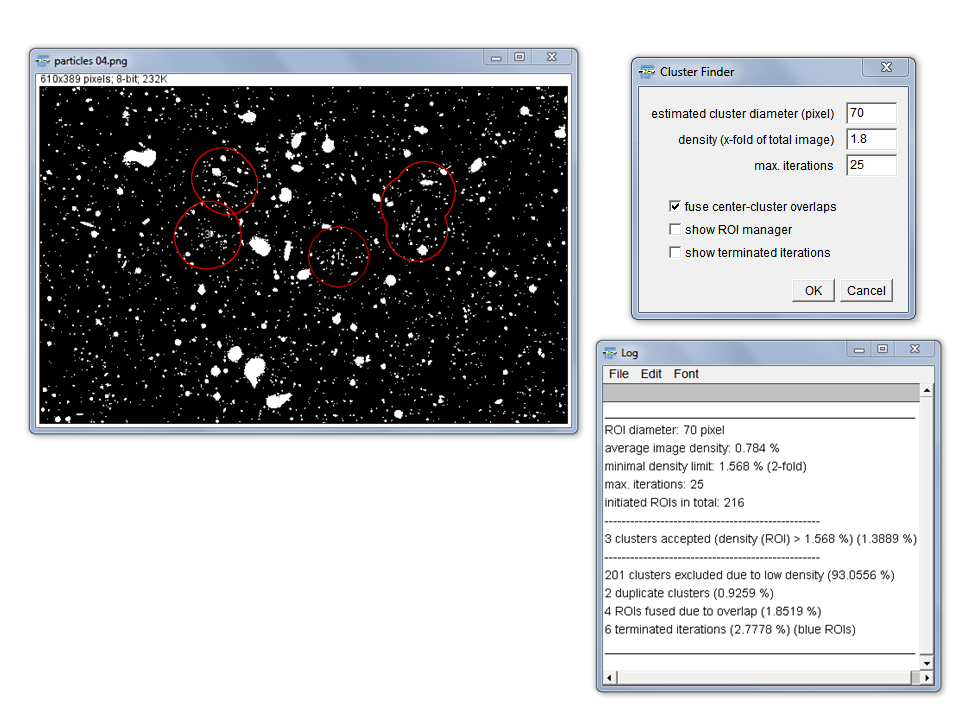 particles 04.png
610x389 pixels; 8-bit; 232K
2
3
1
4
Cluster Finder
estimated cluster diameter (pixel) 70
density (x-fold of total image) 1.8
max. iterations 25
fuse center-cluster overlaps
show ROI manager
show terminated iterations
OK Cancel
Log
File Edit Font
ROI diameter: 70 pixel
average image density: 0.784 %
minimal density limit: 1.568 % (2-fold)
max. iterations: 25
initiated ROIs in total: 216
--------------------------------------------------
3 clusters accepted (density (ROI) > 1.568 %) (1.3889 %)
--------------------------------------------------
201 clusters excluded due to low density (93.0556 %)
2 duplicate clusters (0.9259 %)
4 ROIs fused due to overlap (1.8519 %)
6 terminated iterations (2.7778 %) (blue ROIs)